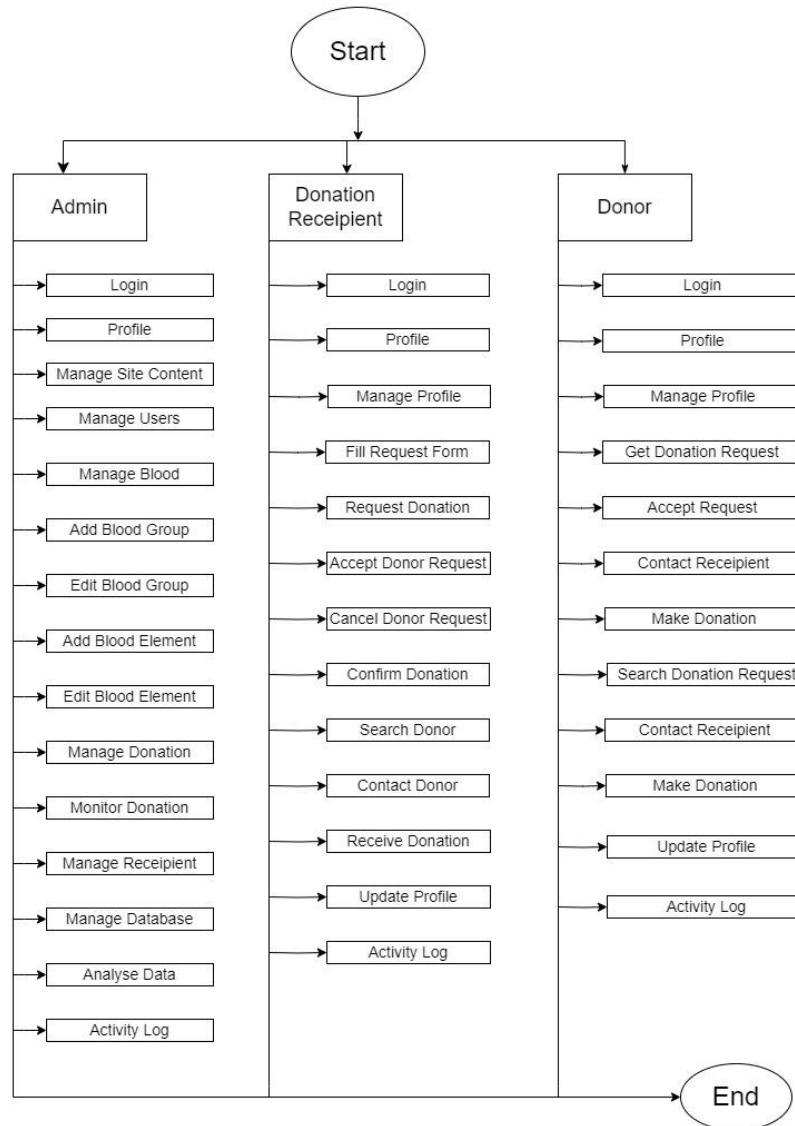 Start
Admin
Donation
Receipient
Donor
Login
Profile
Manage Site Content
Manage Users
Manage Blood
Add Blood Group
Edit Blood Group
Add Blood Element
Edit Blood Element
Manage Donation
Monitor Donation
Manage Receipient
Manage Database
Analyse Data
Activity Log
Login
Profile
Manage Profile
Fill Request Form
Request Donation
Accept Donor Request
Cancel Donor Request
Confirm Donation
Search Donor
Contact Donor
Receive Donation
Update Profile
Activity Log
Login
Profile
Manage Profile
Get Donation Request
Accept Request
Contact Receipient
Make Donation
Search Donation Request
Contact Receipient
Make Donation
Update Profile
Activity Log
End